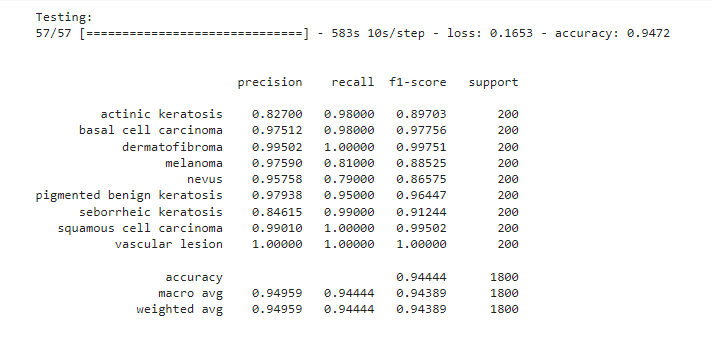 Testing:
57/57 [==============================] - 583s 10s/step - loss: 0.1653 - accuracy: 0.9472
precision recall f1-score support
actinic keratosis 0.82700 0.98000 0.89703 200
basal cell carcinoma 0.97512 0.98000 0.97756 200
dermatofibroma 0.99502 1.00000 0.99751 200
melanoma 0.97590 0.81000 0.88525 200
nevus 0.95758 0.79000 0.86575 200
pigmented benign keratosis 0.97938 0.95000 0.96447 200
seborrheic keratosis 0.84615 0.99000 0.91244 200
squamous cell carcinoma 0.99010 1.00000 0.99502 200
vascular lesion 1.00000 1.00000 1.00000 200
accuracy 0.94444 1800
macro avg 0.94959 0.94444 0.94389 1800
weighted avg 0.94959 0.94444 0.94389 1800